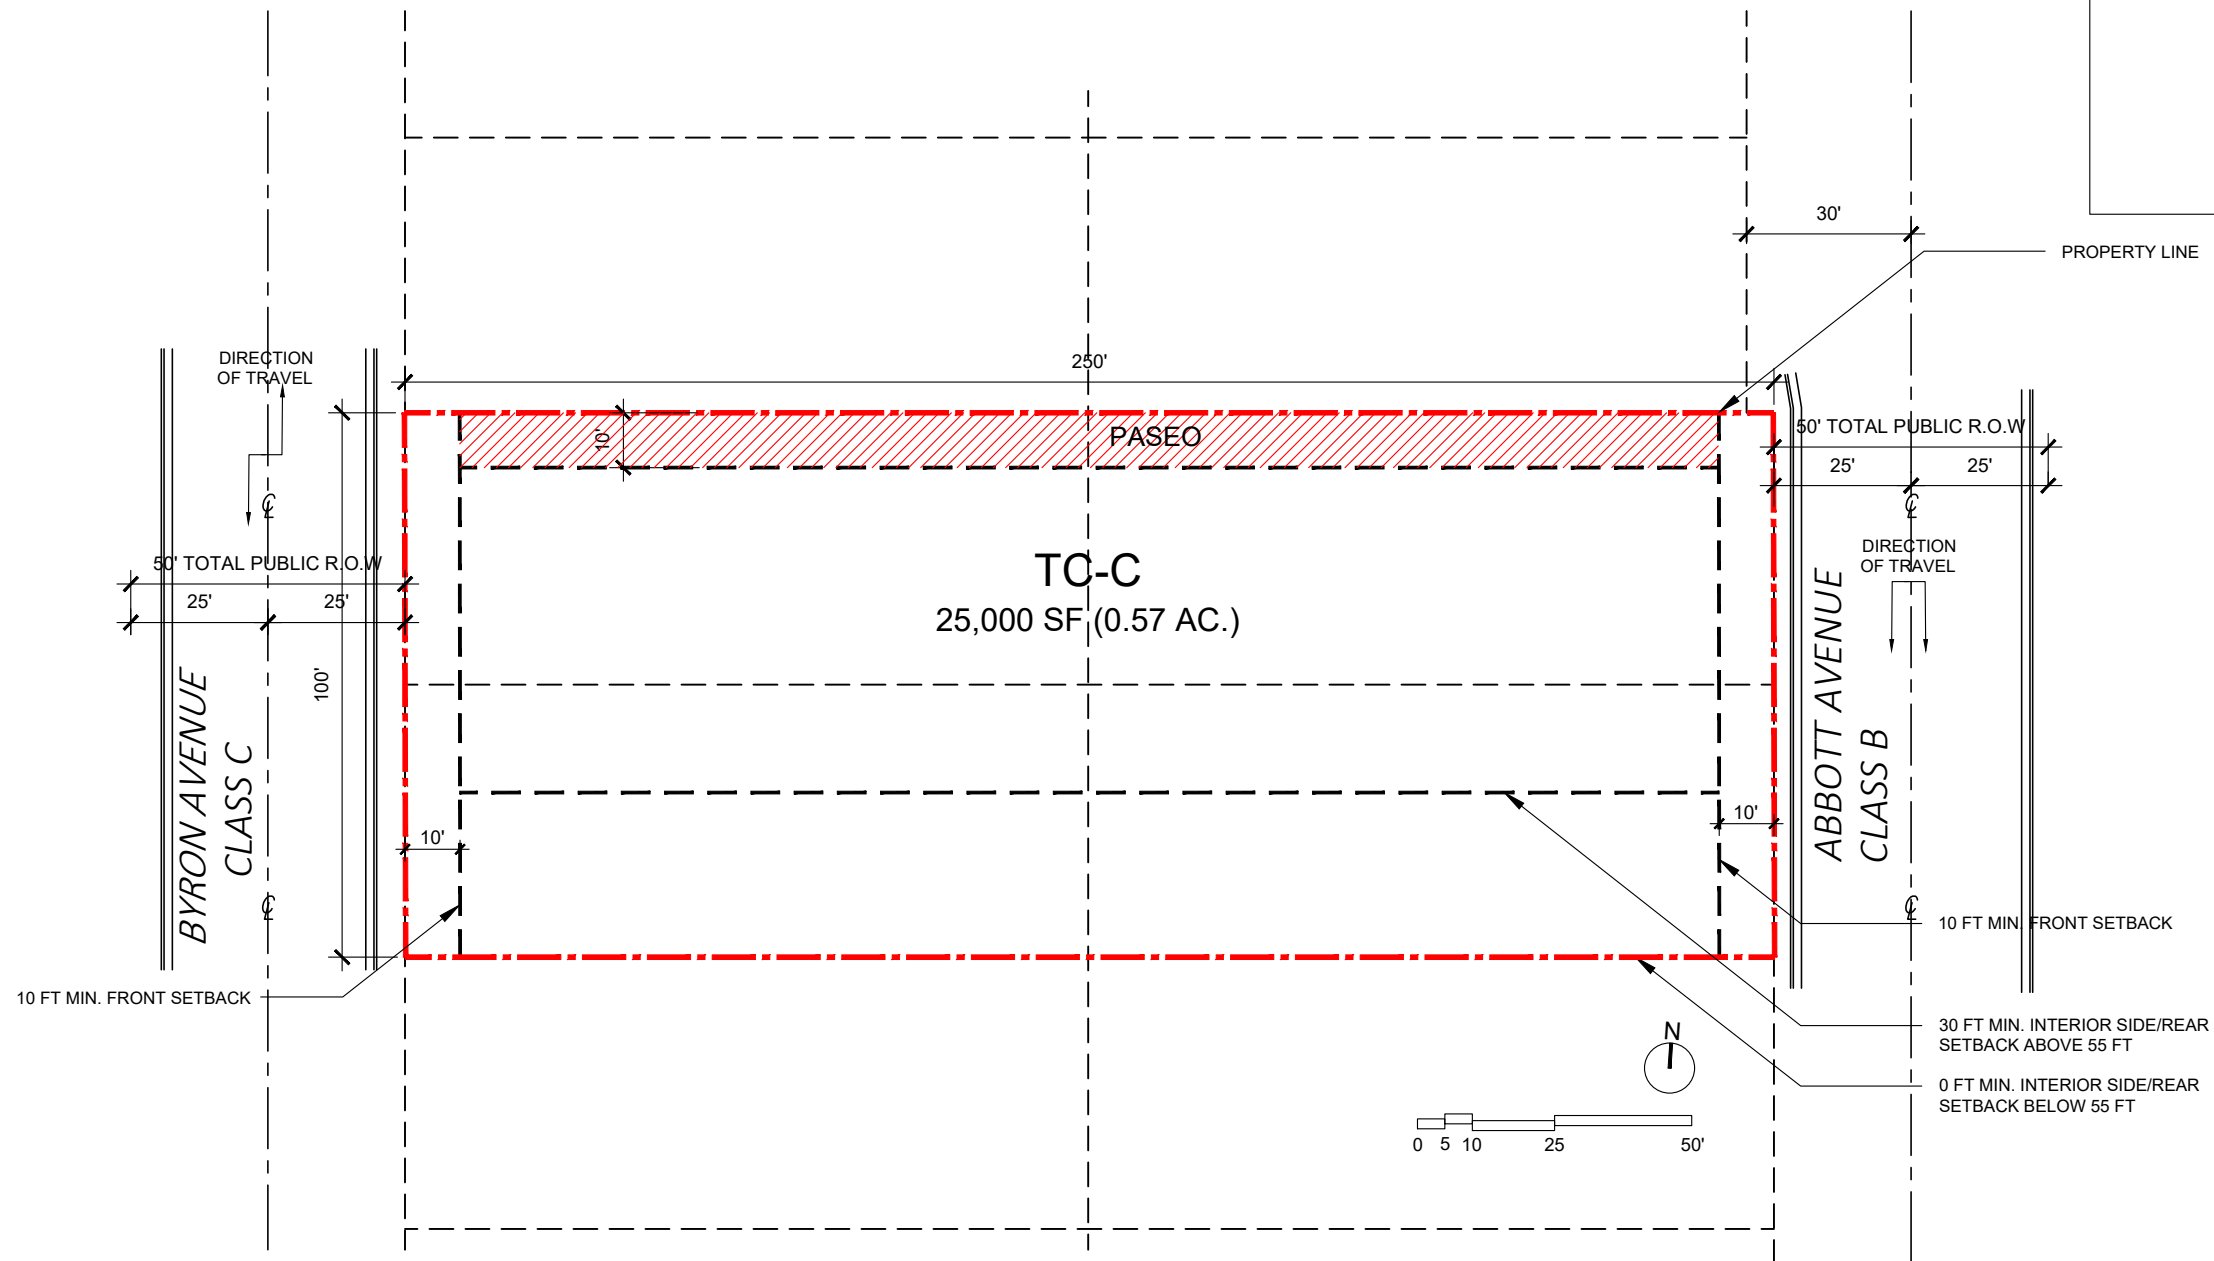 30'
PROPERTY LINE
DIRECTION
OF TRAVEL
250'
10'
PASEO
50' TOTAL PUBLIC R.O.W
25'
25'
℄
℄
DIRECTION
OF TRAVEL
50' TOTAL PUBLIC R.O.W
25'
25'
TC-C
25,000 SF (0.57 AC.)
100'
BYRON AVENUE
CLASS C
ABBOTT AVENUE
CLASS B
10'
10'
℄
℄
10 FT MIN. FRONT SETBACK
10 FT MIN. FRONT SETBACK
30 FT MIN. INTERIOR SIDE/REAR
SETBACK ABOVE 55 FT
0 FT MIN. INTERIOR SIDE/REAR
SETBACK BELOW 55 FT
N
0 5 10 25 50'